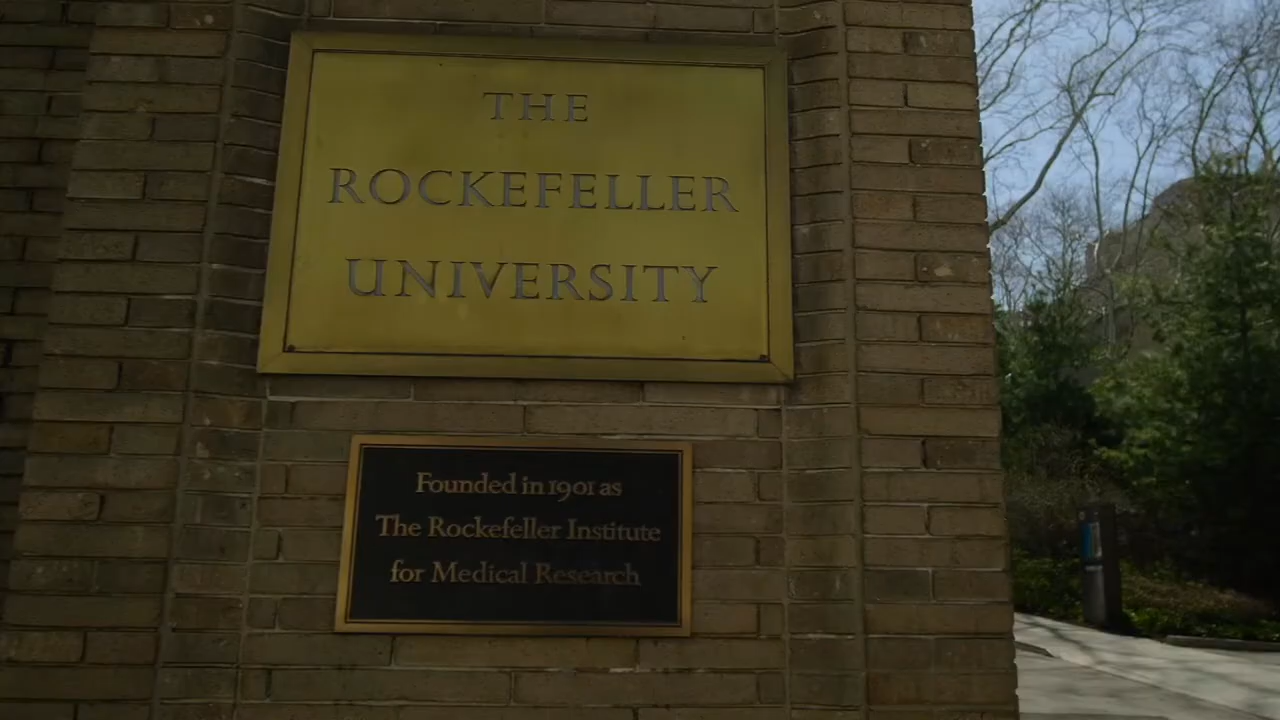 THE
ROCKEFELLER
UNIVERSITY
Founded in 1901 as
The Rockefeller Institute
for Medical Research